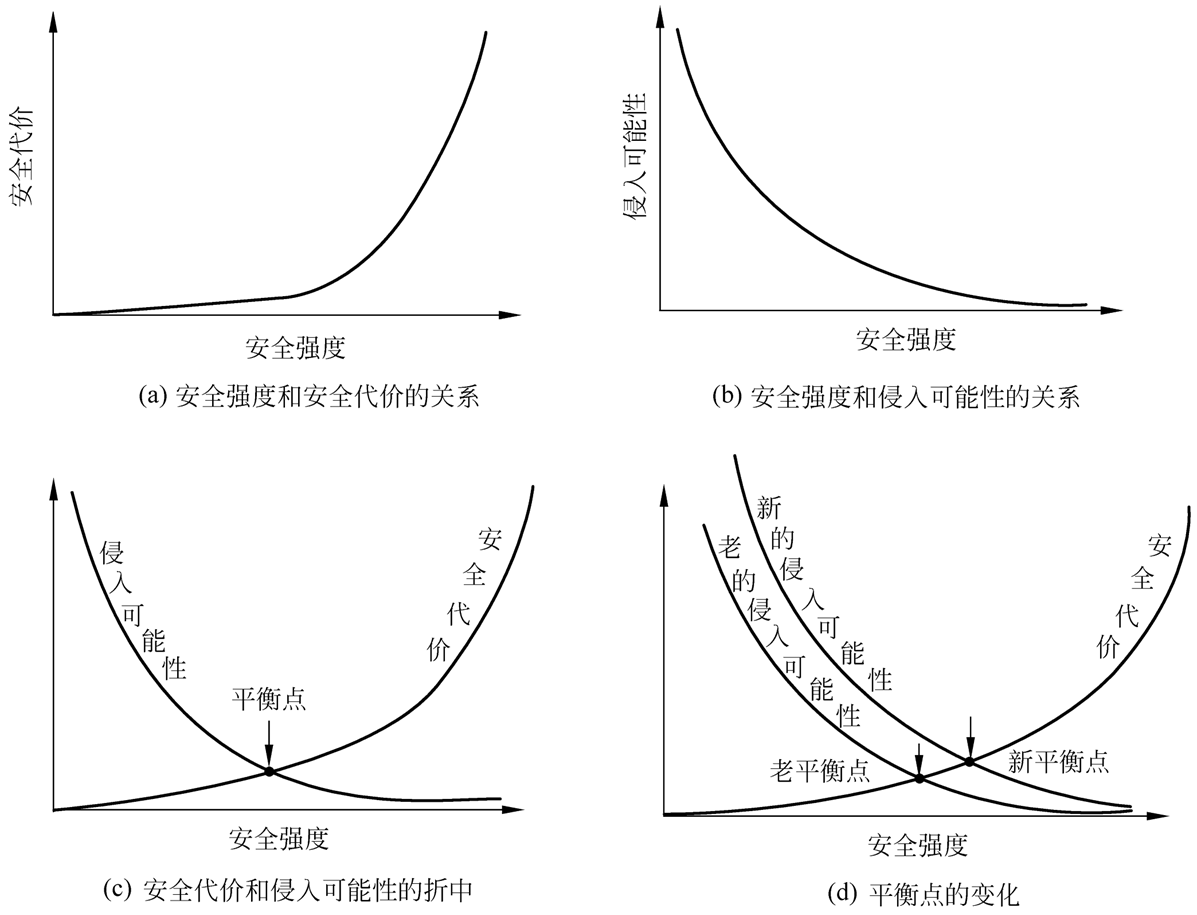 安全代价
安全强度
(a) 安全强度和安全代价的关系
侵入可能性
安全强度
(b) 安全强度和侵入可能性的关系
侵入可能性
安全代价
平衡点
安全强度
(c) 安全代价和侵入可能性的折中
新的侵入可能性
老的侵入可能性
安全代价
老平衡点
新平衡点
安全强度
(d) 平衡点的变化